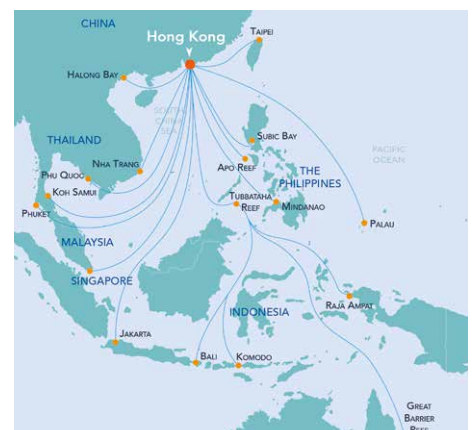 CHINA
TAIPEI
Hong Kong
HALONG BAY
SOUTH
CHINA
SEA
SUBIC BAY
PACIFIC
OCEAN
THAILAND
NHA TRANG
APO REEF
THE
PHILIPPINES
PHU QUOC
KOH SAMUI
TUBBATAHA
REEF
MINDANAO
PHUKET
PALAU
MALAYSIA
SINGAPORE
RAJA AMPAT
INDONESIA
JAKARTA
BALI
KOMODO
GREAT
BARRIER
REEF